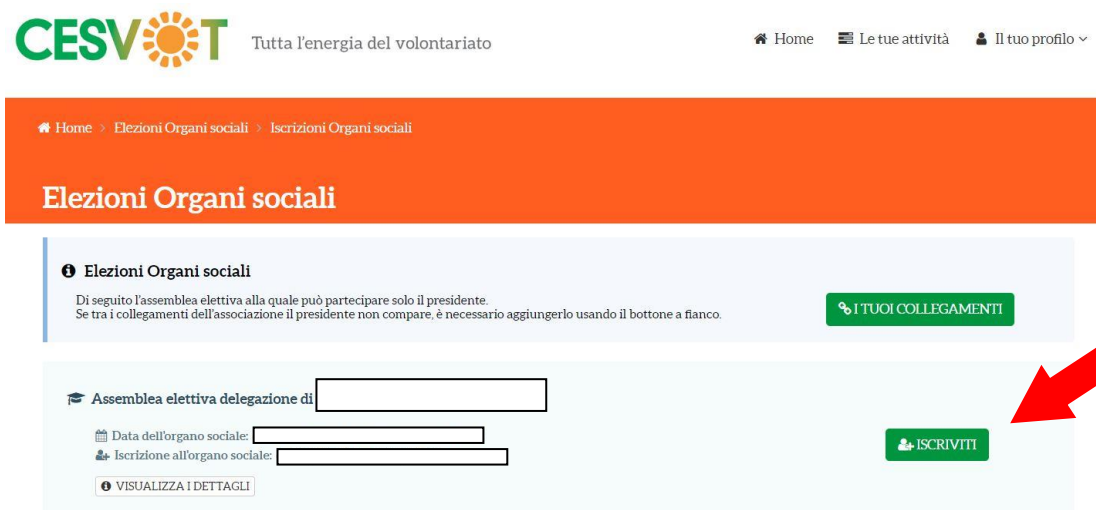 CESVOT Tutta l'energia del volontariato Home Le tue attività Il tuo profilo
Home > Elezioni Organi sociali > Iscrizioni Organi sociali
Elezioni Organi sociali
Elezioni Organi sociali
Di seguito l'assemblea elettiva alla quale può partecipare solo il presidente.
Se tra i collegamenti dell'associazione il presidente non compare, è necessario aggiungerlo usando il bottone a fianco.
I TUOI COLLEGAMENTI
Assemblea elettiva delegazione di
Data dell'organo sociale:
Iscrizione all'organo sociale:
ISCRIVITI
VISUALIZZA I DETTAGLI